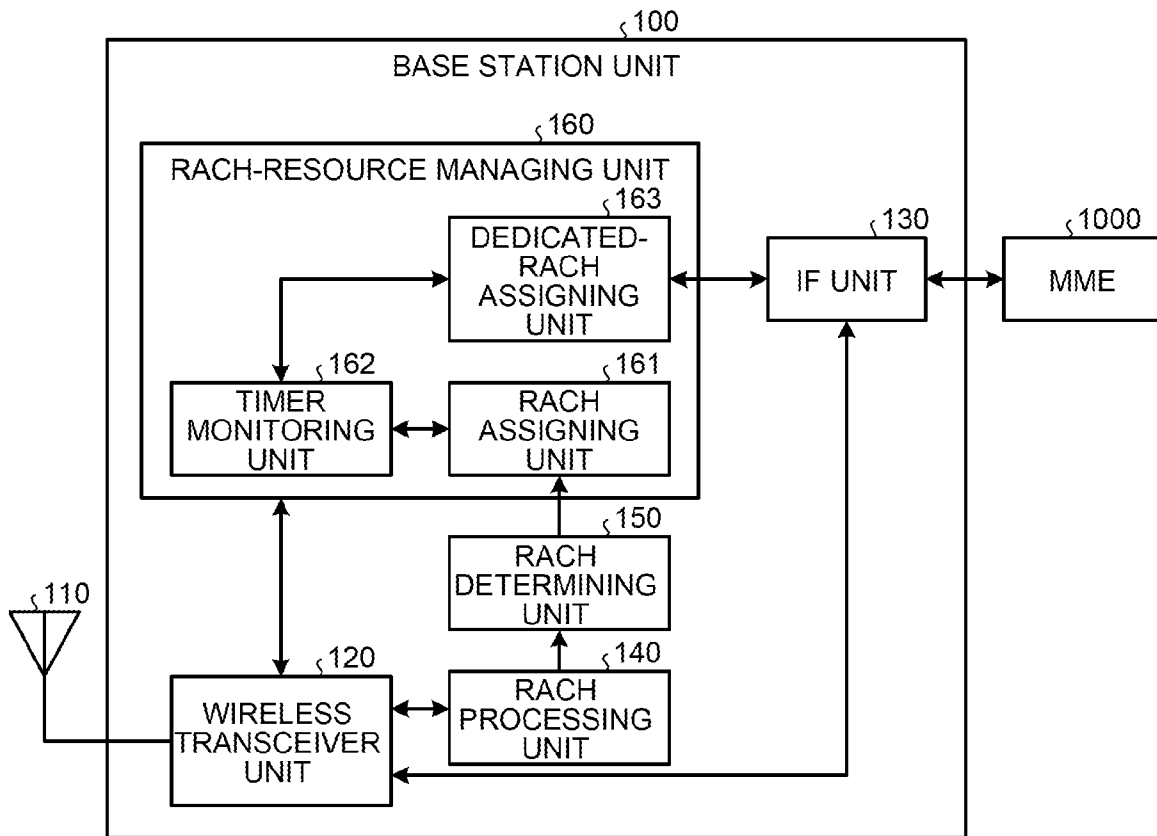 100
BASE STATION UNIT
160
RACH-RESOURCE MANAGING UNIT
163
DEDICATED-
RACH
ASSIGNING
UNIT
130
IF UNIT
1000
MME
162
TIMER
MONITORING
UNIT
161
RACH
ASSIGNING
UNIT
150
RACH
DETERMINING
UNIT
110
120
WIRELESS
TRANSCEIVER
UNIT
140
RACH
PROCESSING
UNIT